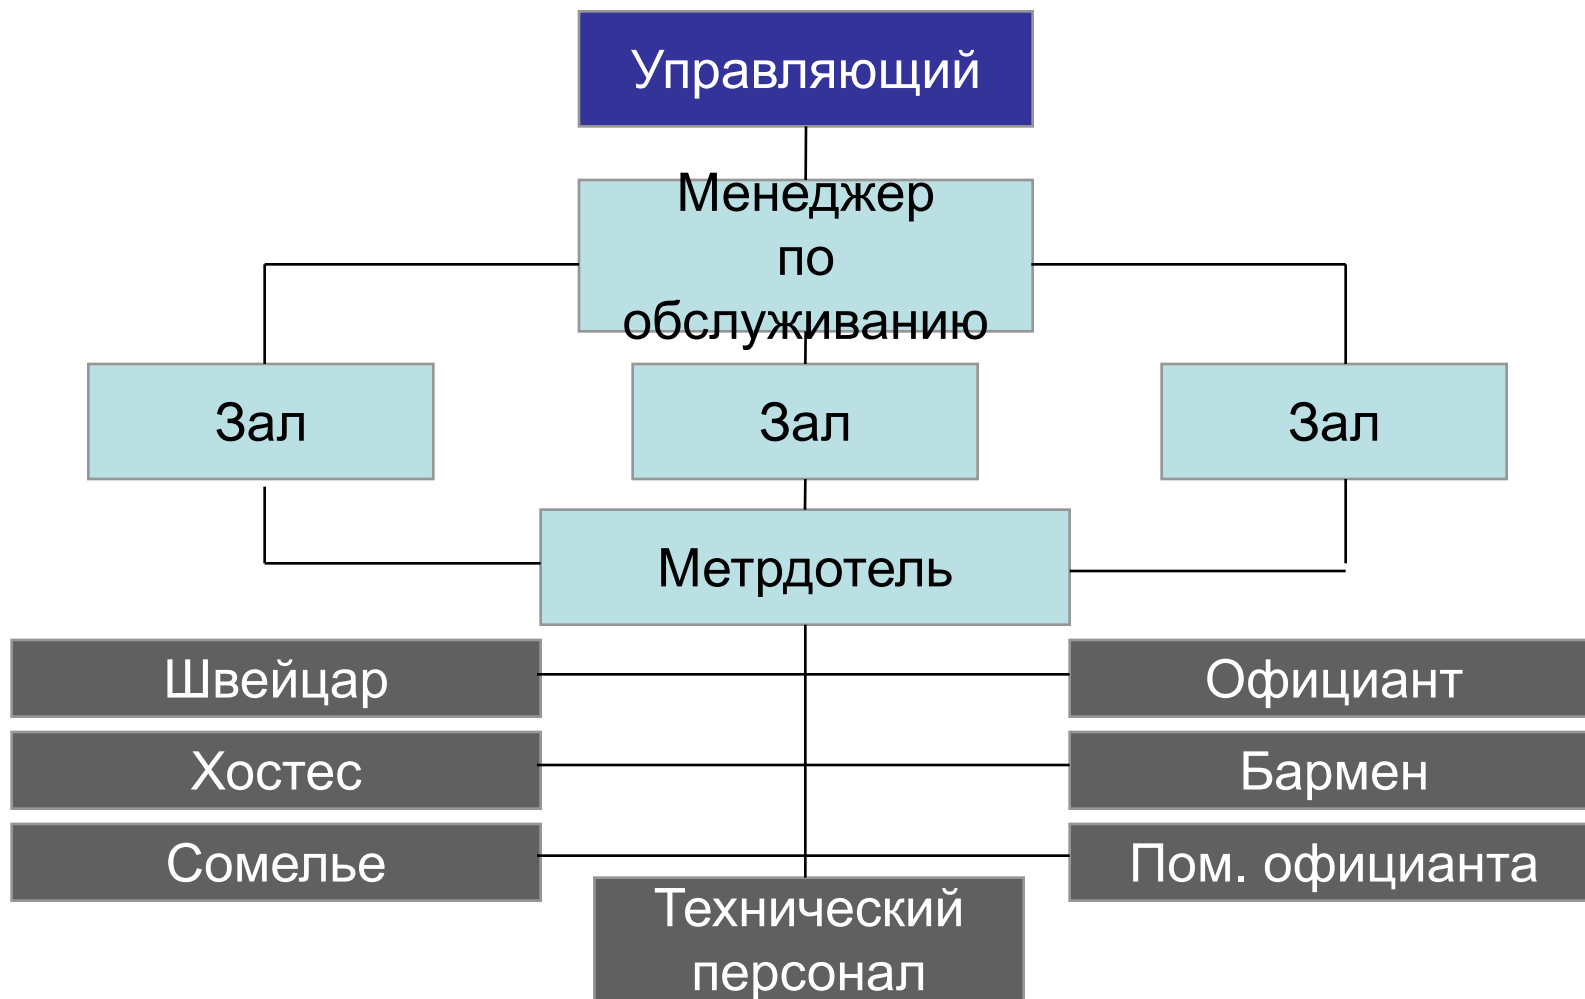 Управляющий
Менеджер
по
обслуживанию
Зал
Зал
Зал
Метрдотель
Швейцар
Официант
Хостес
Бармен
Сомелье
Пом. официанта
Технический
персонал